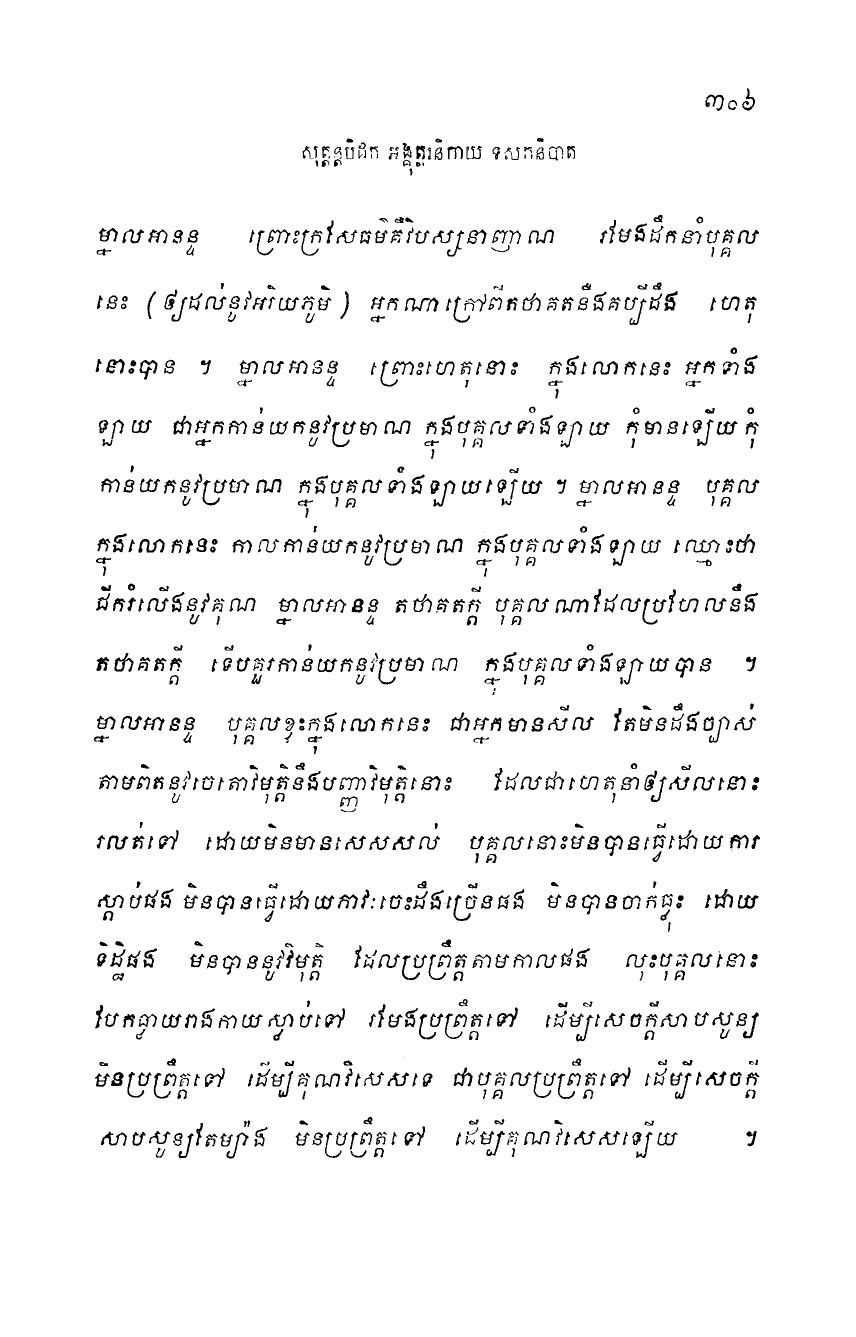 ៣០៦
សុត្តន្តបិដក អង្គុត្តរនិកាយ ទសកនិបាត
ម្នាលអានន្ទ ព្រោះក្រសែធម៌គឺវិបស្សនាញាណ រមែងដឹកនាំបុគ្គល
នេះ (ឲ្យដល់នូវអរិយភូមិ) អ្នកណាក្រៅពីតថាគតនឹងគប្បីដឹង ហេតុ
នោះបាន ។ ម្នាលអានន្ទ ព្រោះហេតុនោះ ក្នុងលោកនេះ អ្នកទាំង
ឡាយ ជាអ្នកកាន់យកនូវប្រមាណ ក្នុងបុគ្គលទាំងឡាយ កុំមានឡើយ កុំ
កាន់យកនូវប្រមាណ ក្នុងបុគ្គលទាំងឡាយឡើយ ។ ម្នាលអានន្ទ បុគ្គល
ក្នុងលោកនេះ កាលកាន់យកនូវប្រមាណ ក្នុងបុគ្គលទាំងឡាយ ឈ្មោះថា
ជីករំលើងនូវគុណ ម្នាលអានន្ទ តថាគតក្តី បុគ្គលណាដែលប្រហែលនឹង
តថាគតក្តី ទើបគួរកាន់យកនូវប្រមាណ ក្នុងបុគ្គលទាំងឡាយបាន ។
ម្នាលអានន្ទ បុគ្គលខ្វះក្នុងលោកនេះ ជាអ្នកមានសីល តែមិនដឹងច្បាស់
តាមពិតនូវចេតោវិមុត្តិនឹងបញ្ញាវិមុត្តិនោះ ដែលជាហេតុនាំឲ្យសីលនោះ
រលត់ទៅ ដោយមិនមានសេសសល់ បុគ្គលនោះមិនបានធ្វើដោយការ
ស្តាប់ផង មិនបានធ្វើដោយភាវៈចេះដឹងច្រើនផង មិនបានចាក់ធ្លុះ ដោយ
ទិដ្ឋិផង មិនបាននូវវិមុត្តិ ដែលប្រព្រឹត្តតាមកាលផង លុះបុគ្គលនោះ
បែកធ្លាយរាងកាយស្លាប់ទៅ រមែងប្រព្រឹត្តទៅ ដើម្បីសេចក្តីសាបសូន្យ
មិនប្រព្រឹត្តទៅ ដើម្បីគុណវិសេសទេ ជាបុគ្គលប្រព្រឹត្តទៅ ដើម្បីសេចក្តី
សាបសូន្យតែម្យ៉ាង មិនប្រព្រឹត្តទៅ ដើម្បីគុណវិសេសឡើយ ។